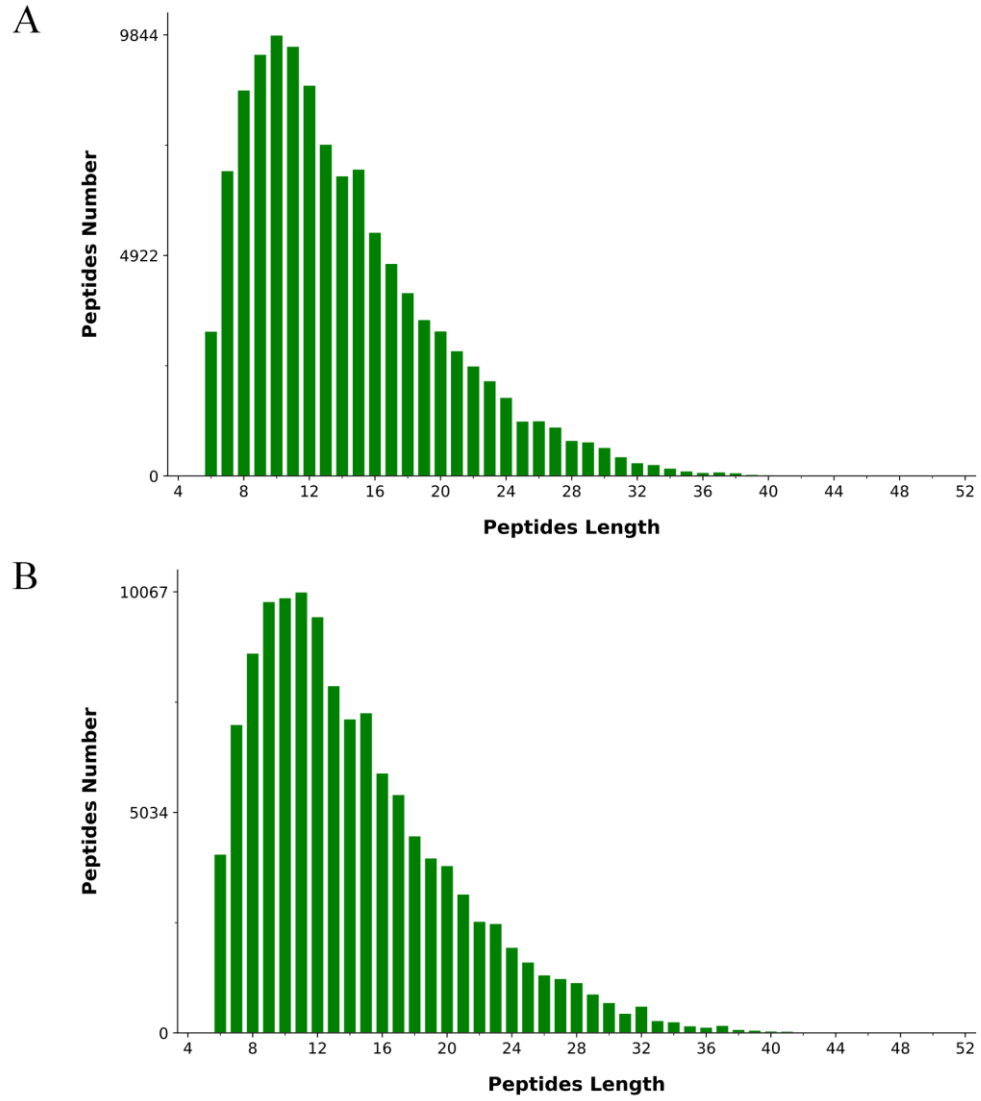 A
9844
4922
0
Peptides Number
4 8 12 16 20 24 28 32 36 40 44 48 52
Peptides Length
B
10067
5034
0
Peptides Number
4 8 12 16 20 24 28 32 36 40 44 48 52
Peptides Length